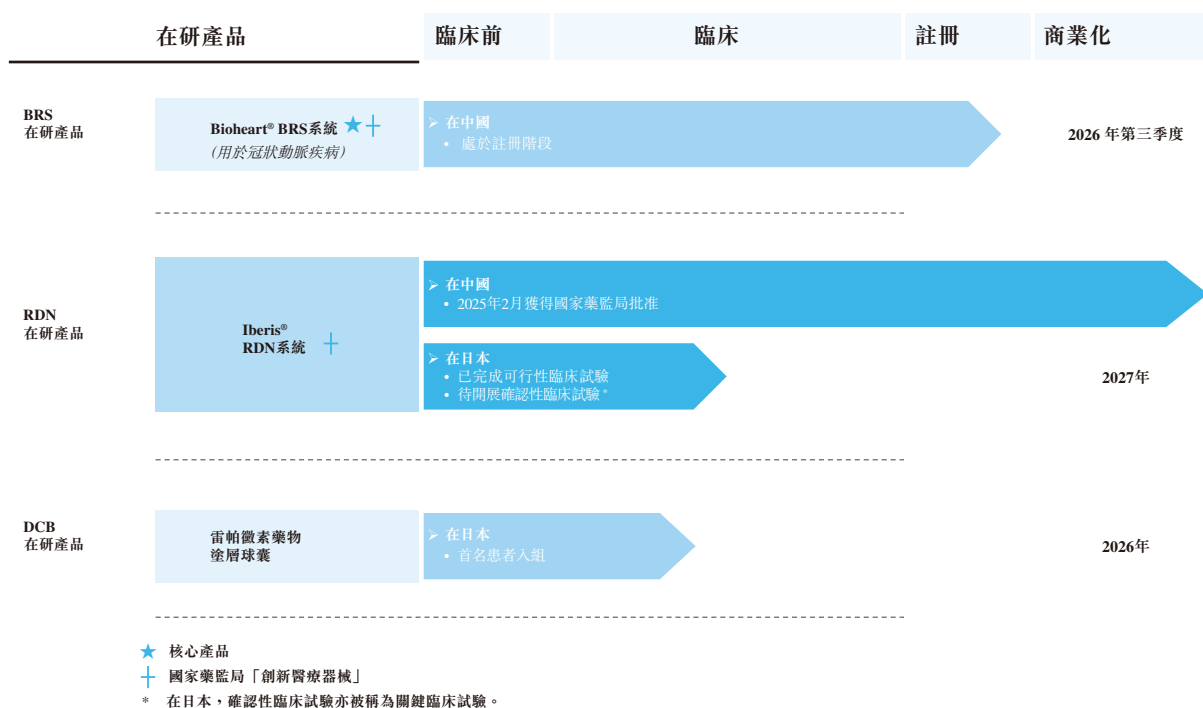 在研產品
臨床前
臨床
註冊
商業化
BRS
在研產品
Bioheart® BRS系統 ★┼
(用於冠狀動脈疾病)
➢ 在中國
• 處於註冊階段
2026 年第三季度
RDN
在研產品
Iberis®
RDN系統 ┼
➢ 在中國
• 2025年2月獲得國家藥監局批准
➢ 在日本
• 已完成可行性臨床試驗
• 待開展確認性臨床試驗*
2027年
DCB
在研產品
雷帕黴素藥物
塗層球囊
➢ 在日本
• 首名患者入組
2026年
★ 核心產品
┼ 國家藥監局「創新醫療器械」
* 在日本，確認性臨床試驗亦被稱為關鍵臨床試驗。